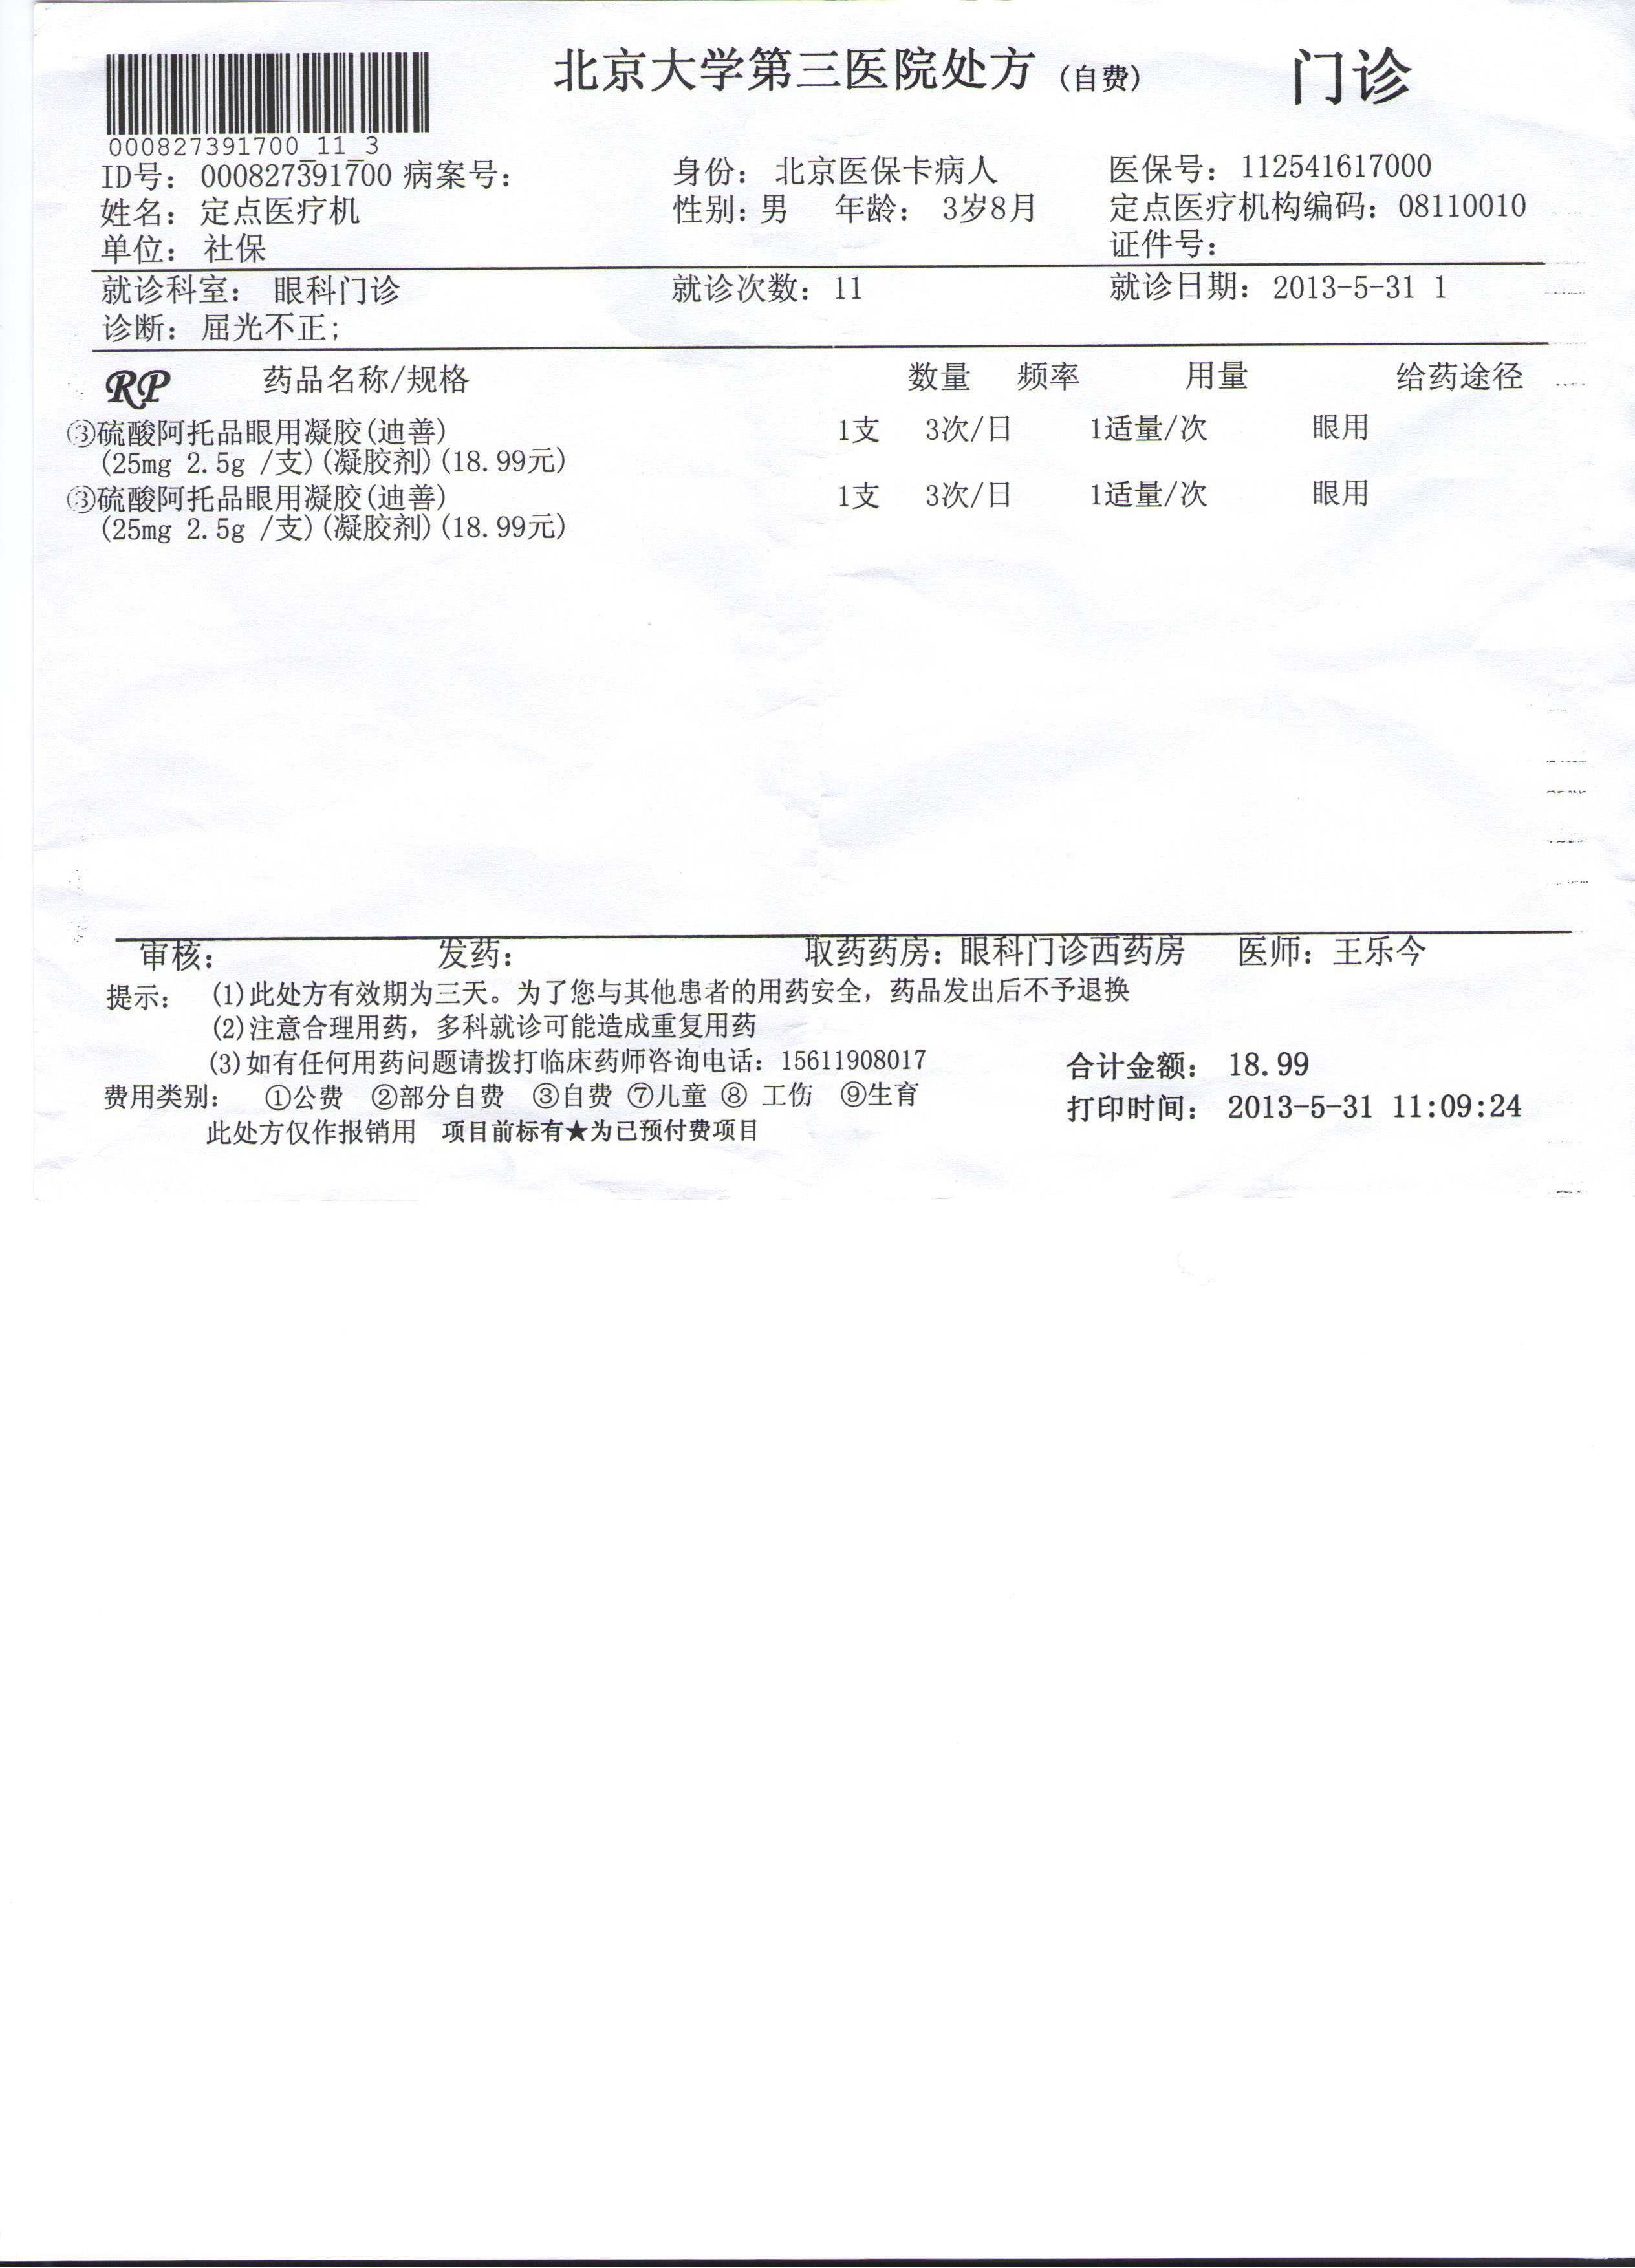 北京大学第三医院处方 (自费) 门诊
000827391700_11_3
ID号: 000827391700 病案号: 身份: 北京医保卡病人 医保号: 112541617000
姓名: 定点医疗机 性别: 男 年龄: 3岁8月 定点医疗机构编码: 08110010
单位: 社保 证件号:
就诊科室: 眼科门诊 就诊次数: 11 就诊日期: 2013-5-31 1
诊断: 屈光不正;
RP 药品名称/规格 数量 频率 用量 给药途径
③硫酸阿托品眼用凝胶(迪善) 1支 3次/日 1适量/次 眼用
(25mg 2.5g /支)(凝胶剂)(18.99元)
③硫酸阿托品眼用凝胶(迪善) 1支 3次/日 1适量/次 眼用
(25mg 2.5g /支)(凝胶剂)(18.99元)
审核: 发药: 取药药房: 眼科门诊西药房 医师: 王乐今
提示: (1)此处方有效期为三天。为了您与其他患者的用药安全，药品发出后不予退换
(2)注意合理用药，多科就诊可能造成重复用药
(3)如有任何用药问题请拨打临床药师咨询电话: 15611908017 合计金额: 18.99
费用类别: ①公费 ②部分自费 ③自费 ⑦儿童 ⑧ 工伤 ⑨生育 打印时间: 2013-5-31 11:09:24
此处方仅作报销用 项目前标有★为已预付费项目